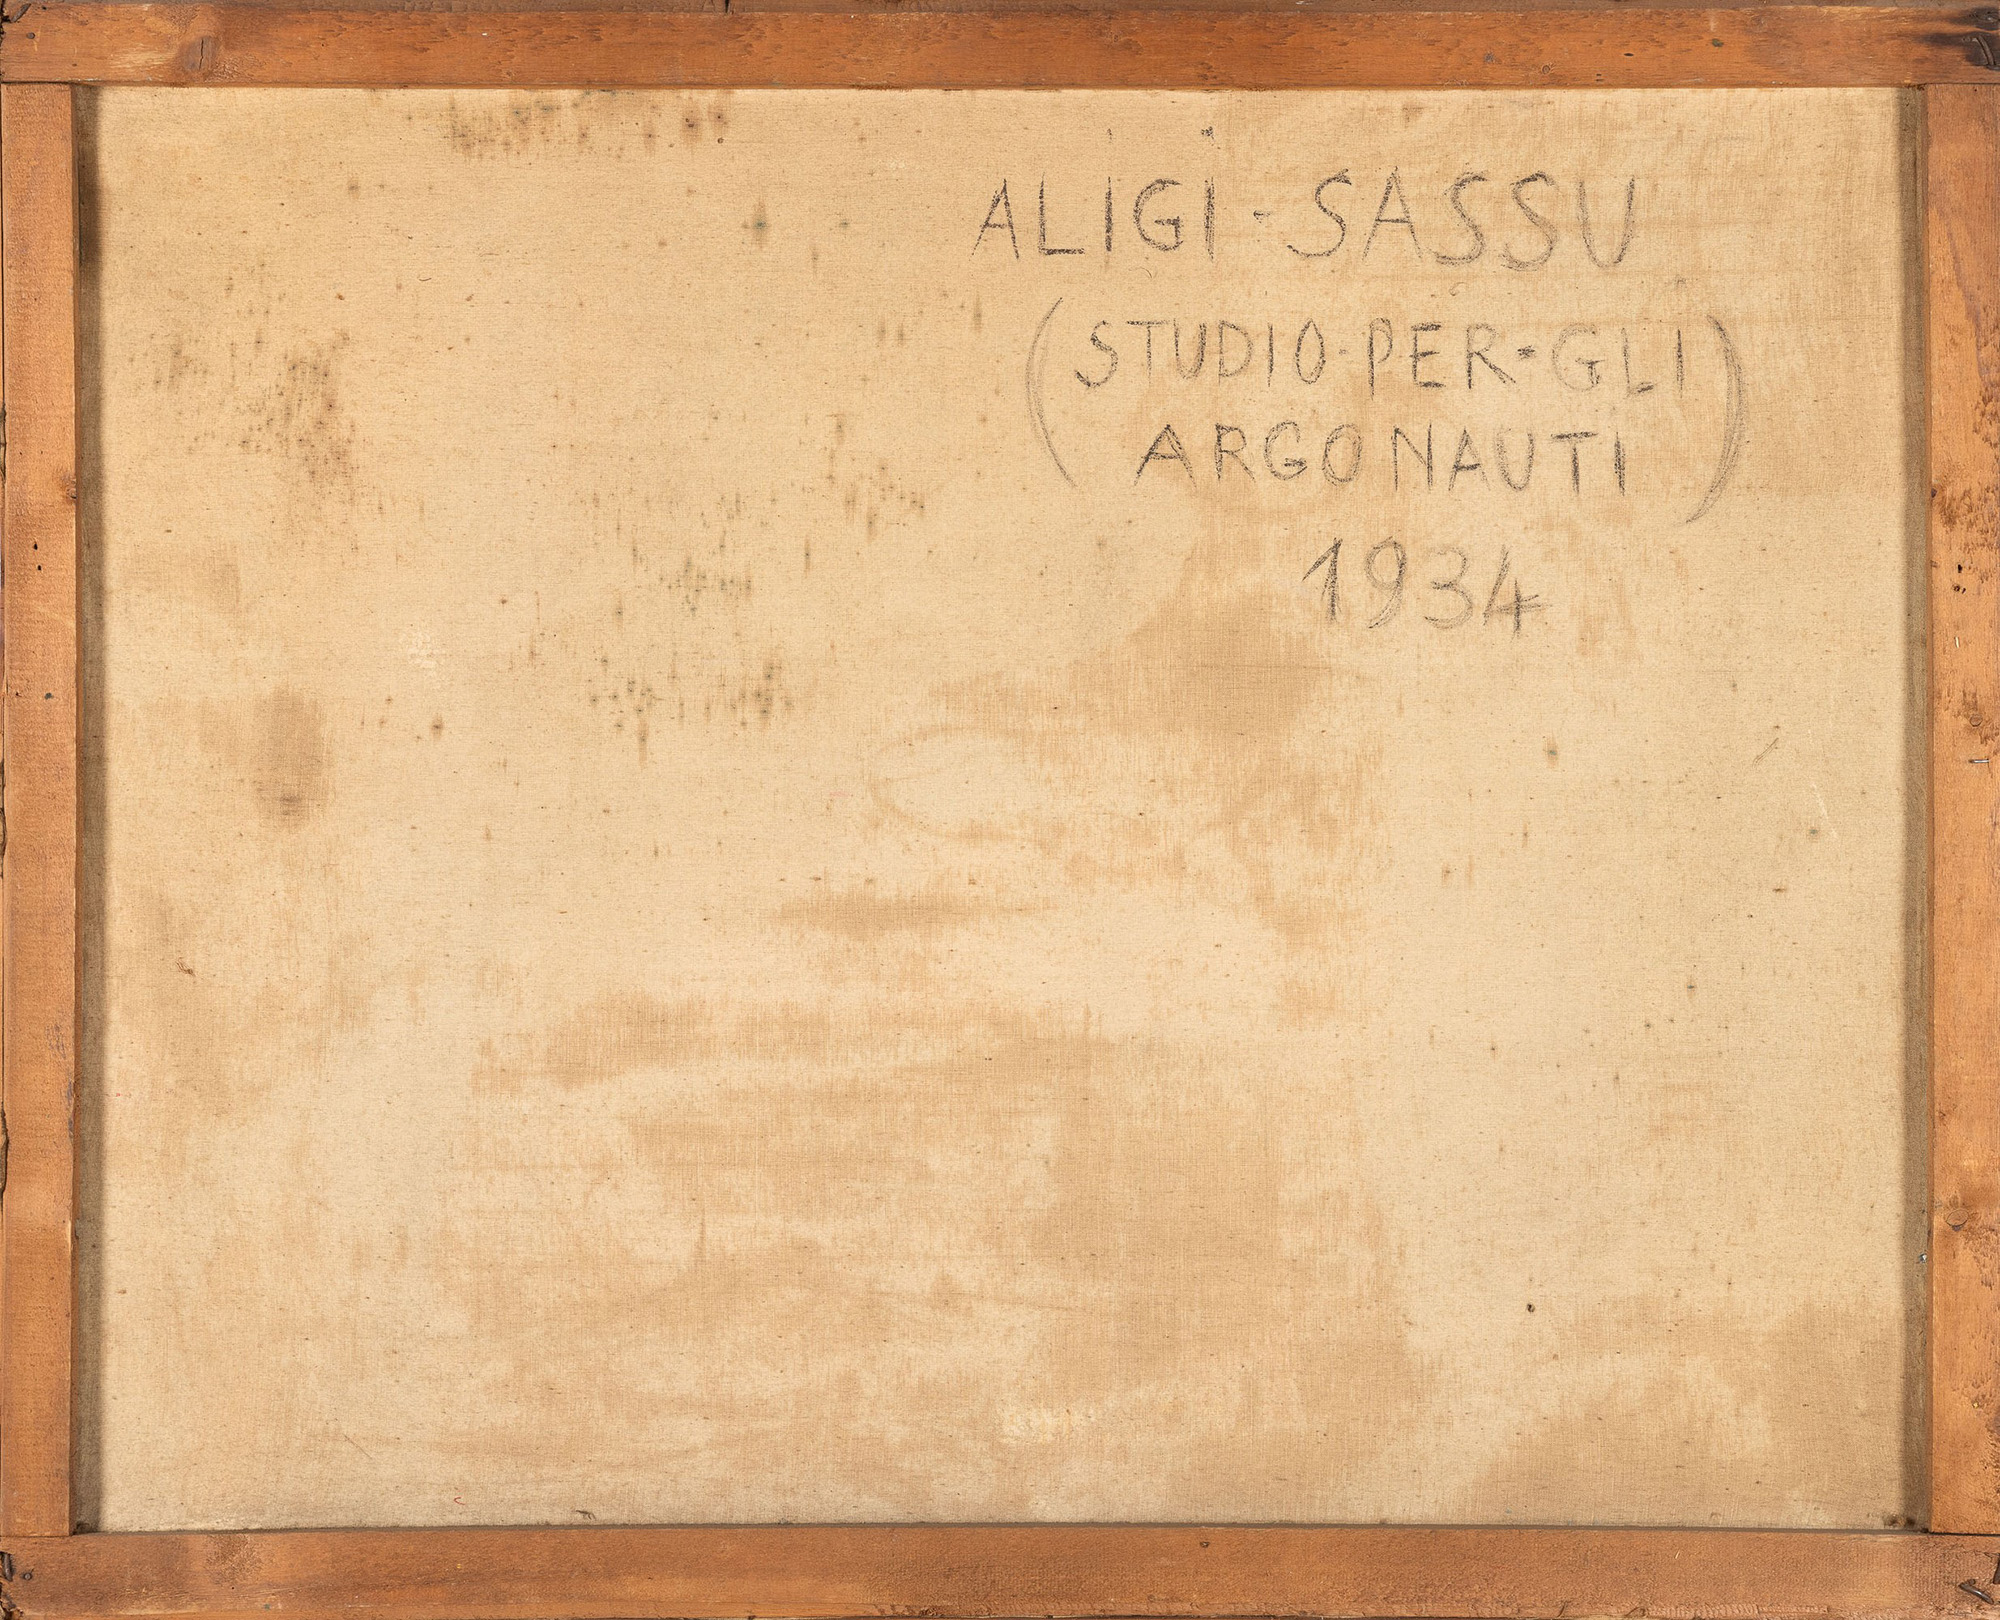 ALIGI - SASSU
(STUDIO-PER-GLI
ARGONAUTI)
1934